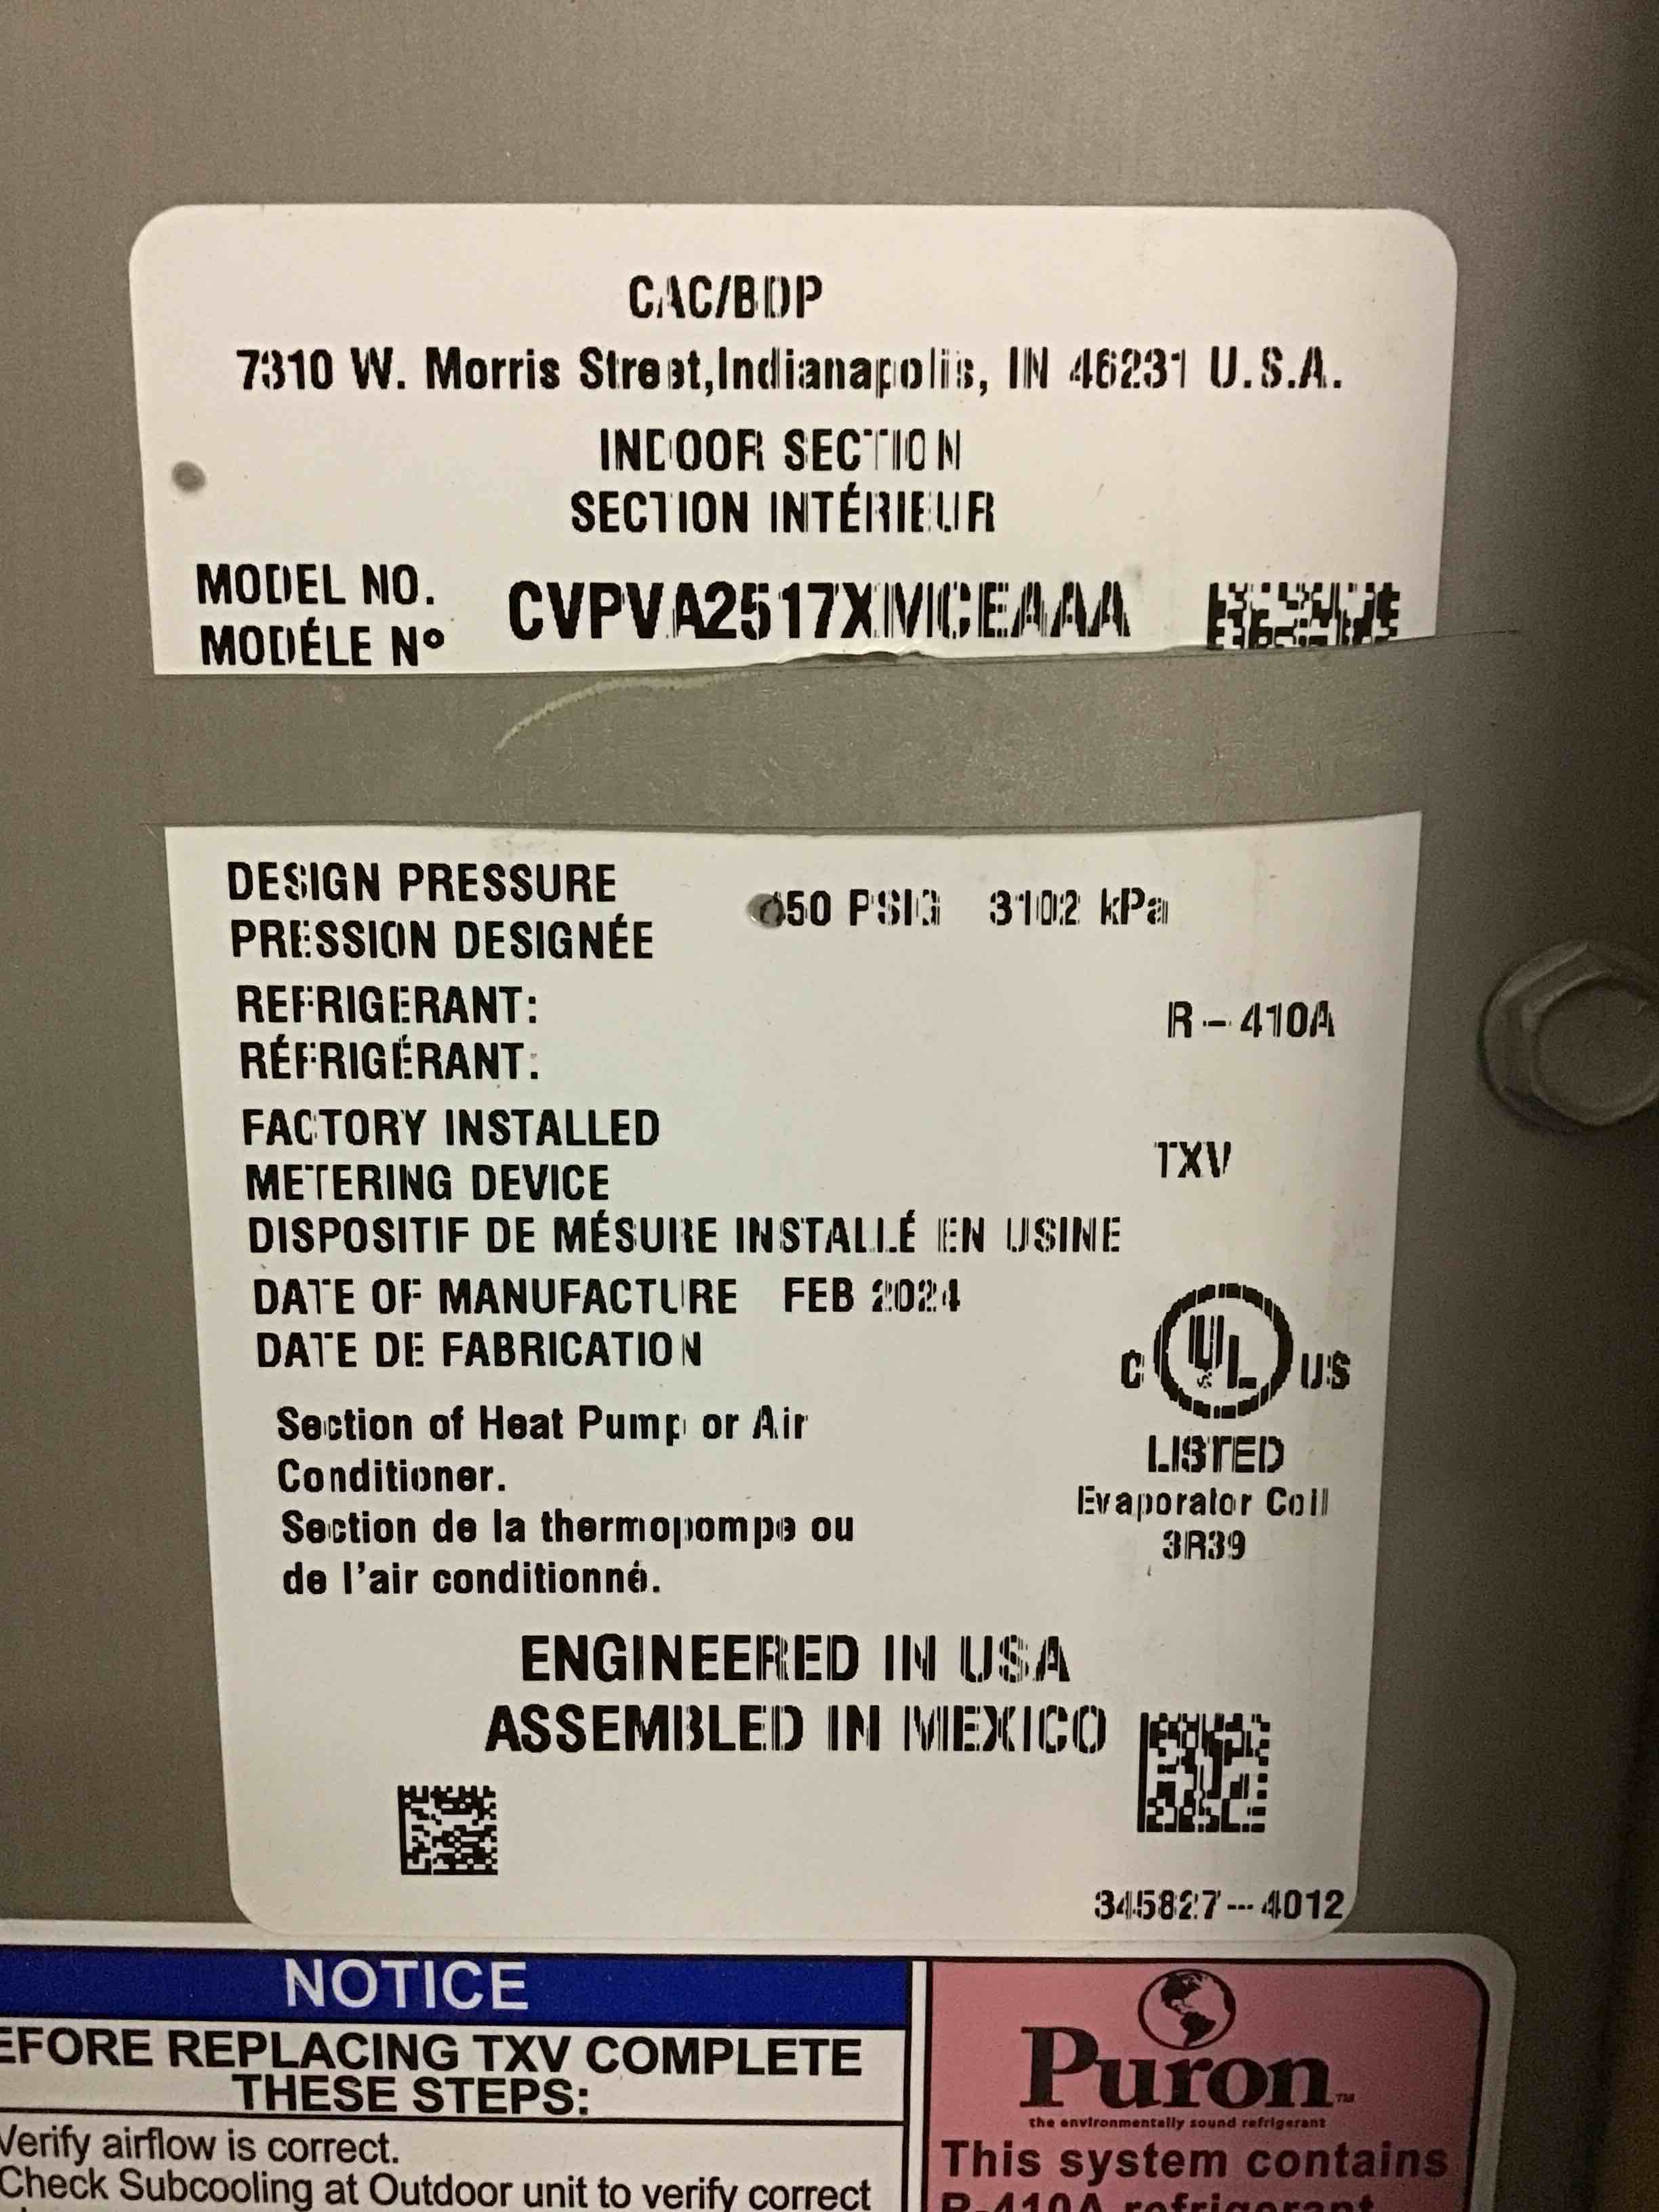 CAC/BDP
7310 W. Morris Street,Indianapolis, IN 46231 U.S.A.
INDOOR SECTION
SECTION INTÉRIEUR
MODEL NO.
MODÉLE Nº
CVPVA2517XMCEAAA
DESIGN PRESSURE
PRESSION DESIGNÉE
450 PSIG 3102 kPa
REFRIGERANT:
RÉFRIGÉRANT:
R-410A
FACTORY INSTALLED
METERING DEVICE
TXV
DISPOSITIF DE MÉSURE INSTALLÉ EN USINE
DATE OF MANUFACTURE FEB 2024
DATE DE FABRICATION
C UL US
LISTED
Evaporator Coil
3R39
Section of Heat Pump or Air
Conditioner.
Section de la thermopompe ou
de l'air conditionné.
ENGINEERED IN USA
ASSEMBLED IN MEXICO
345827-4012
NOTICE
EFORE REPLACING TXV COMPLETE
THESE STEPS:
Verify airflow is correct.
Check Subcooling at Outdoor unit to verify correct
Puron™
the environmentally sound refrigerant
This system contains
R-410A refrigerant